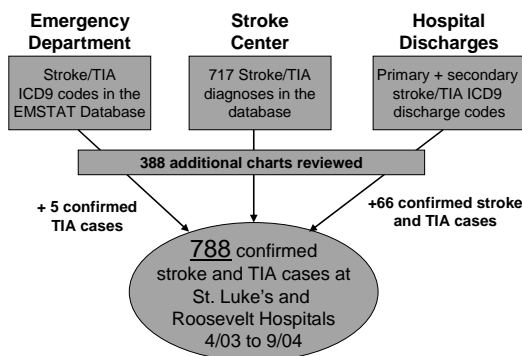 Emergency
Department
Stroke
Center
Hospital
Discharges
Stroke/TIA
ICD9 codes in the
EMSTAT Database
717 Stroke/TIA
diagnoses in the
database
Primary + secondary
stroke/TIA ICD9
discharge codes
388 additional charts reviewed
+ 5 confirmed
TIA cases
+66 confirmed stroke
and TIA cases
788 confirmed
stroke and TIA cases at
St. Luke's and
Roosevelt Hospitals
4/03 to 9/04